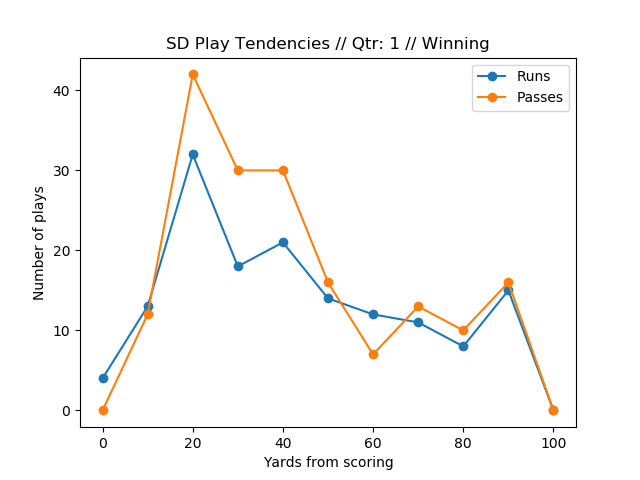 SD Play Tendencies // Qtr: 1 // Winning
Runs
Passes
Number of plays
40
30
20
10
0
0 20 40 60 80 100
Yards from scoring